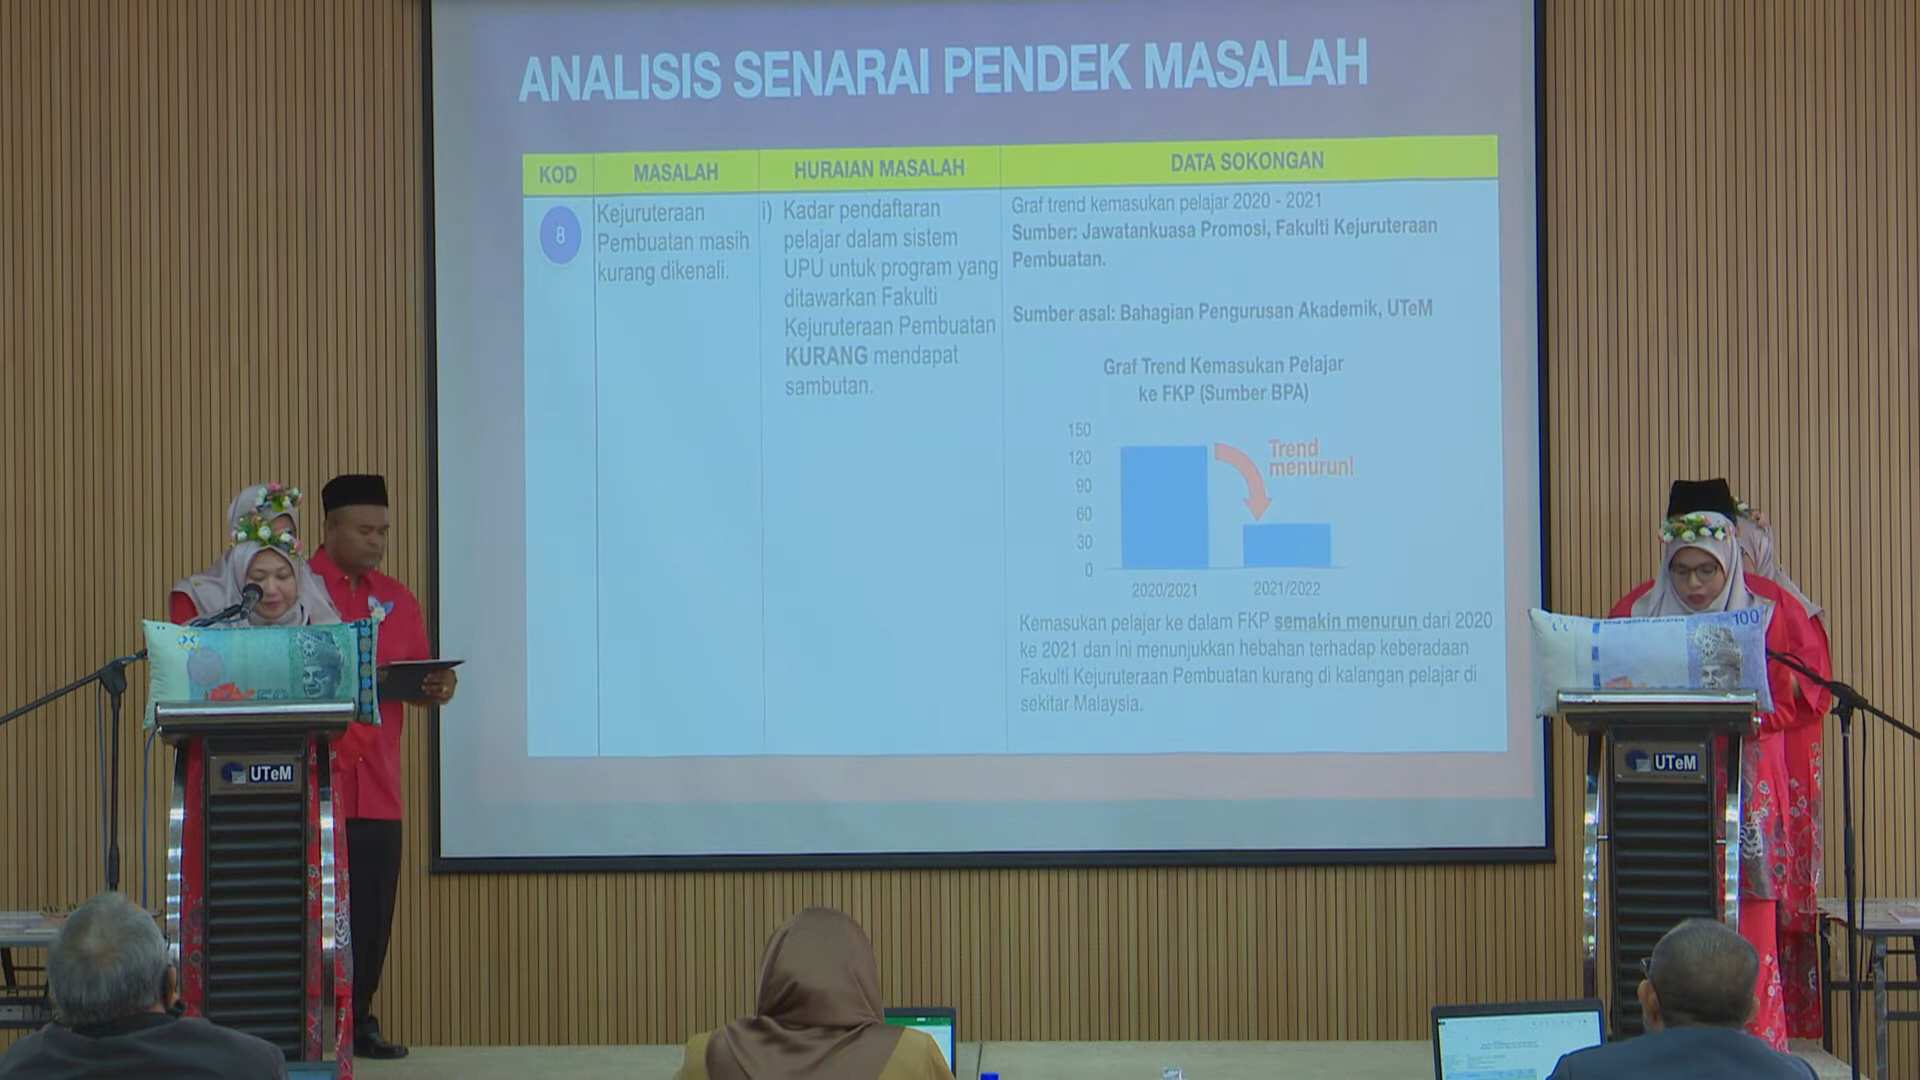 ANALISIS SENARAI PENDEK MASALAH
KOD
MASALAH
HURAIAN MASALAH
DATA SOKONGAN
8
Kejuruteraan
Pembuatan masih
kurang dikenali.
i) Kadar pendaftaran
pelajar dalam sistem
UPU untuk program yang
ditawarkan Fakulti
Kejuruteraan Pembuatan
KURANG mendapat
sambutan.
Graf trend kemasukan pelajar 2020 - 2021
Sumber: Jawatankuasa Promosi, Fakulti Kejuruteraan
Pembuatan.
Sumber asal: Bahagian Pengurusan Akademik, UTeM
Graf Trend Kemasukan Pelajar
ke FKP (Sumber BPA)
150
120
90
60
30
0
Trend
menurun!
2020/2021
2021/2022
Kemasukan pelajar ke dalam FKP semakin menurun dari 2020
ke 2021 dan ini menunjukkan hebahan terhadap keberadaan
Fakulti Kejuruteraan Pembuatan kurang di kalangan pelajar di
sekitar Malaysia.
50
100
UTeM
UTeM